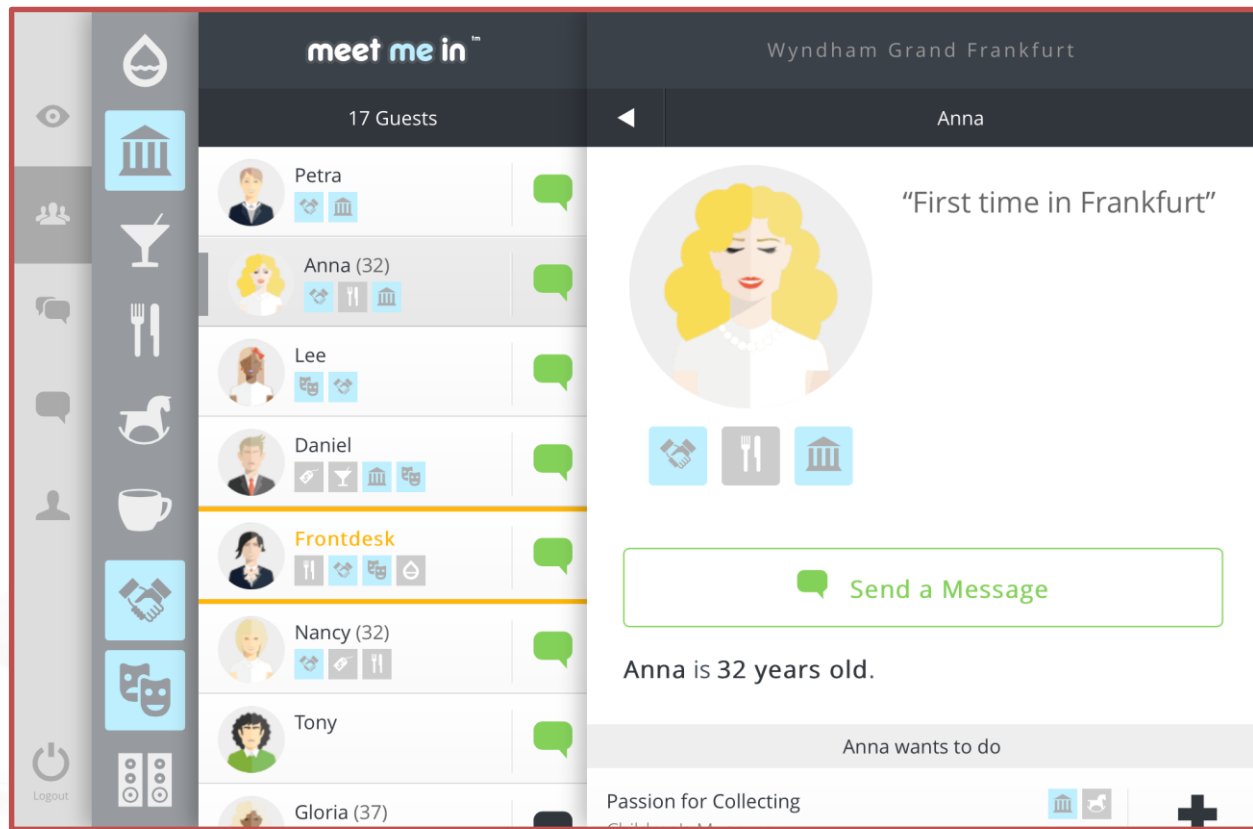 meet me in™
Wyndham Grand Frankfurt
17 Guests
Anna
Petra
Anna (32)
Lee
Daniel
Frontdesk
Nancy (32)
Tony
Gloria (37)
Logout
“First time in Frankfurt”
Send a Message
Anna is 32 years old.
Anna wants to do
Passion for Collecting